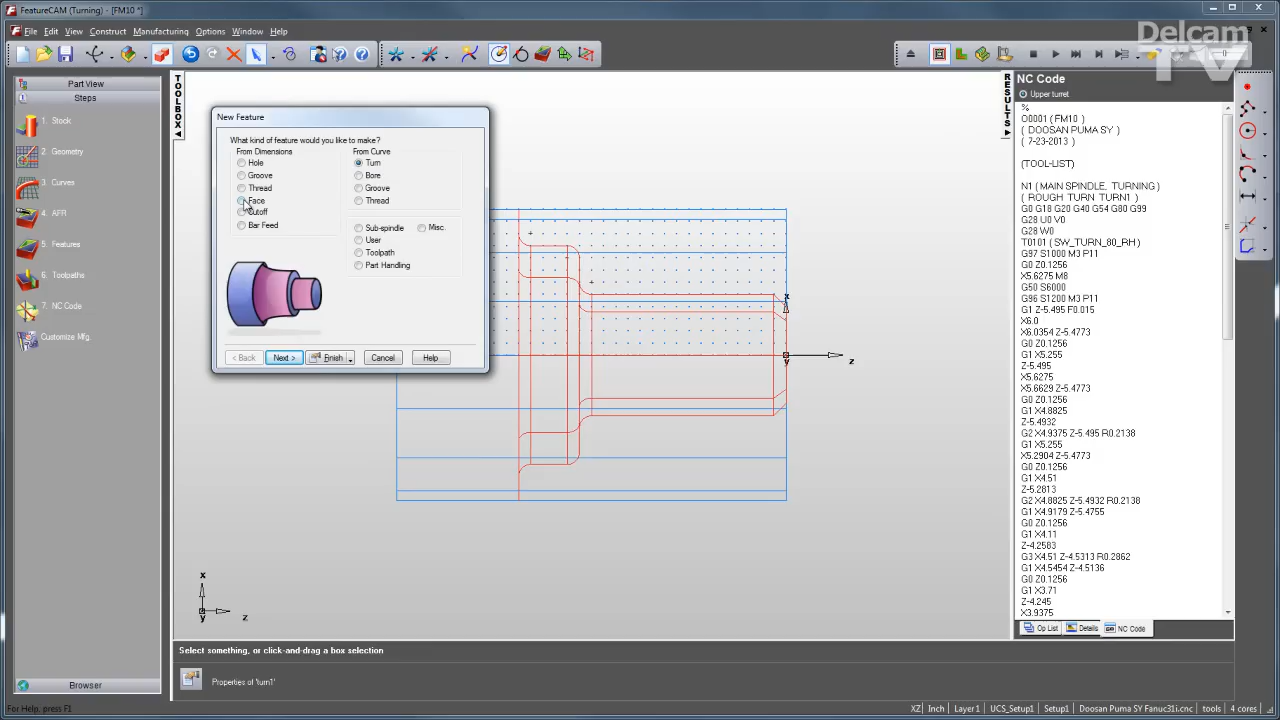 FeatureCAM (Turning) - [FM10 *]
File Edit View Construct Manufacturing Options Window Help
Delcam
TV
Part View
Steps
1. Stock
2. Geometry
3. Curves
4. AFR
5. Features
6. Toolpaths
7. NC Code
Customize Mfg.
Browser
TOOLBOX
New Feature
What kind of feature would you like to make?
From Dimensions
Hole
Groove
Thread
Face
Cutoff
Bar Feed
From Curve
Turn
Bore
Groove
Thread
Sub-spindle
Misc.
User
Toolpath
Part Handling
< Back Next > Finish Cancel Help
x
z
y
x
z
y
RESULTS
NC Code
Upper turret
%
O0001 (FM10)
( DOOSAN PUMA SY )
( 7-23-2013 )
(TOOL-LIST)
N1 ( MAIN SPINDLE, TURNING )
( ROUGH TURN TURN1 )
G0 G18 G20 G40 G54 G80 G99
G28 U0 V0
G28 W0
T0101 ( SW_TURN_80_RH )
G97 S1000 M3 P11
G0 Z0.1256
X5.6275 M8
G50 S6000
G96 S1200 M3 P11
G1 Z-5.495 F0.015
X6.0
X6.0354 Z-5.4773
G0 Z0.1256
G1 X5.255
Z-5.495
X5.6275
X5.6629 Z-5.4773
G0 Z0.1256
G1 X4.8825
Z-5.4932
G2 X4.9375 Z-5.495 R0.2138
G1 X5.255
X5.2904 Z-5.4773
G0 Z0.1256
G1 X4.51
Z-5.2813
G2 X4.8825 Z-5.4932 R0.2138
G1 X4.9179 Z-5.4755
G0 Z0.1256
G1 X4.11
Z-4.2583
G3 X4.51 Z-4.5313 R0.2862
G1 X4.5454 Z-4.5136
G0 Z0.1256
G1 X3.71
Z-4.245
X3.9375
Op List Details NC Code
Select something, or click-and-drag a box selection
Properties of 'turn1'
For Help, press F1
XZ Inch Layer1 UCS_Setup1 Setup1 Doosan Puma SY Fanuc31i.cnc tools 4 cores